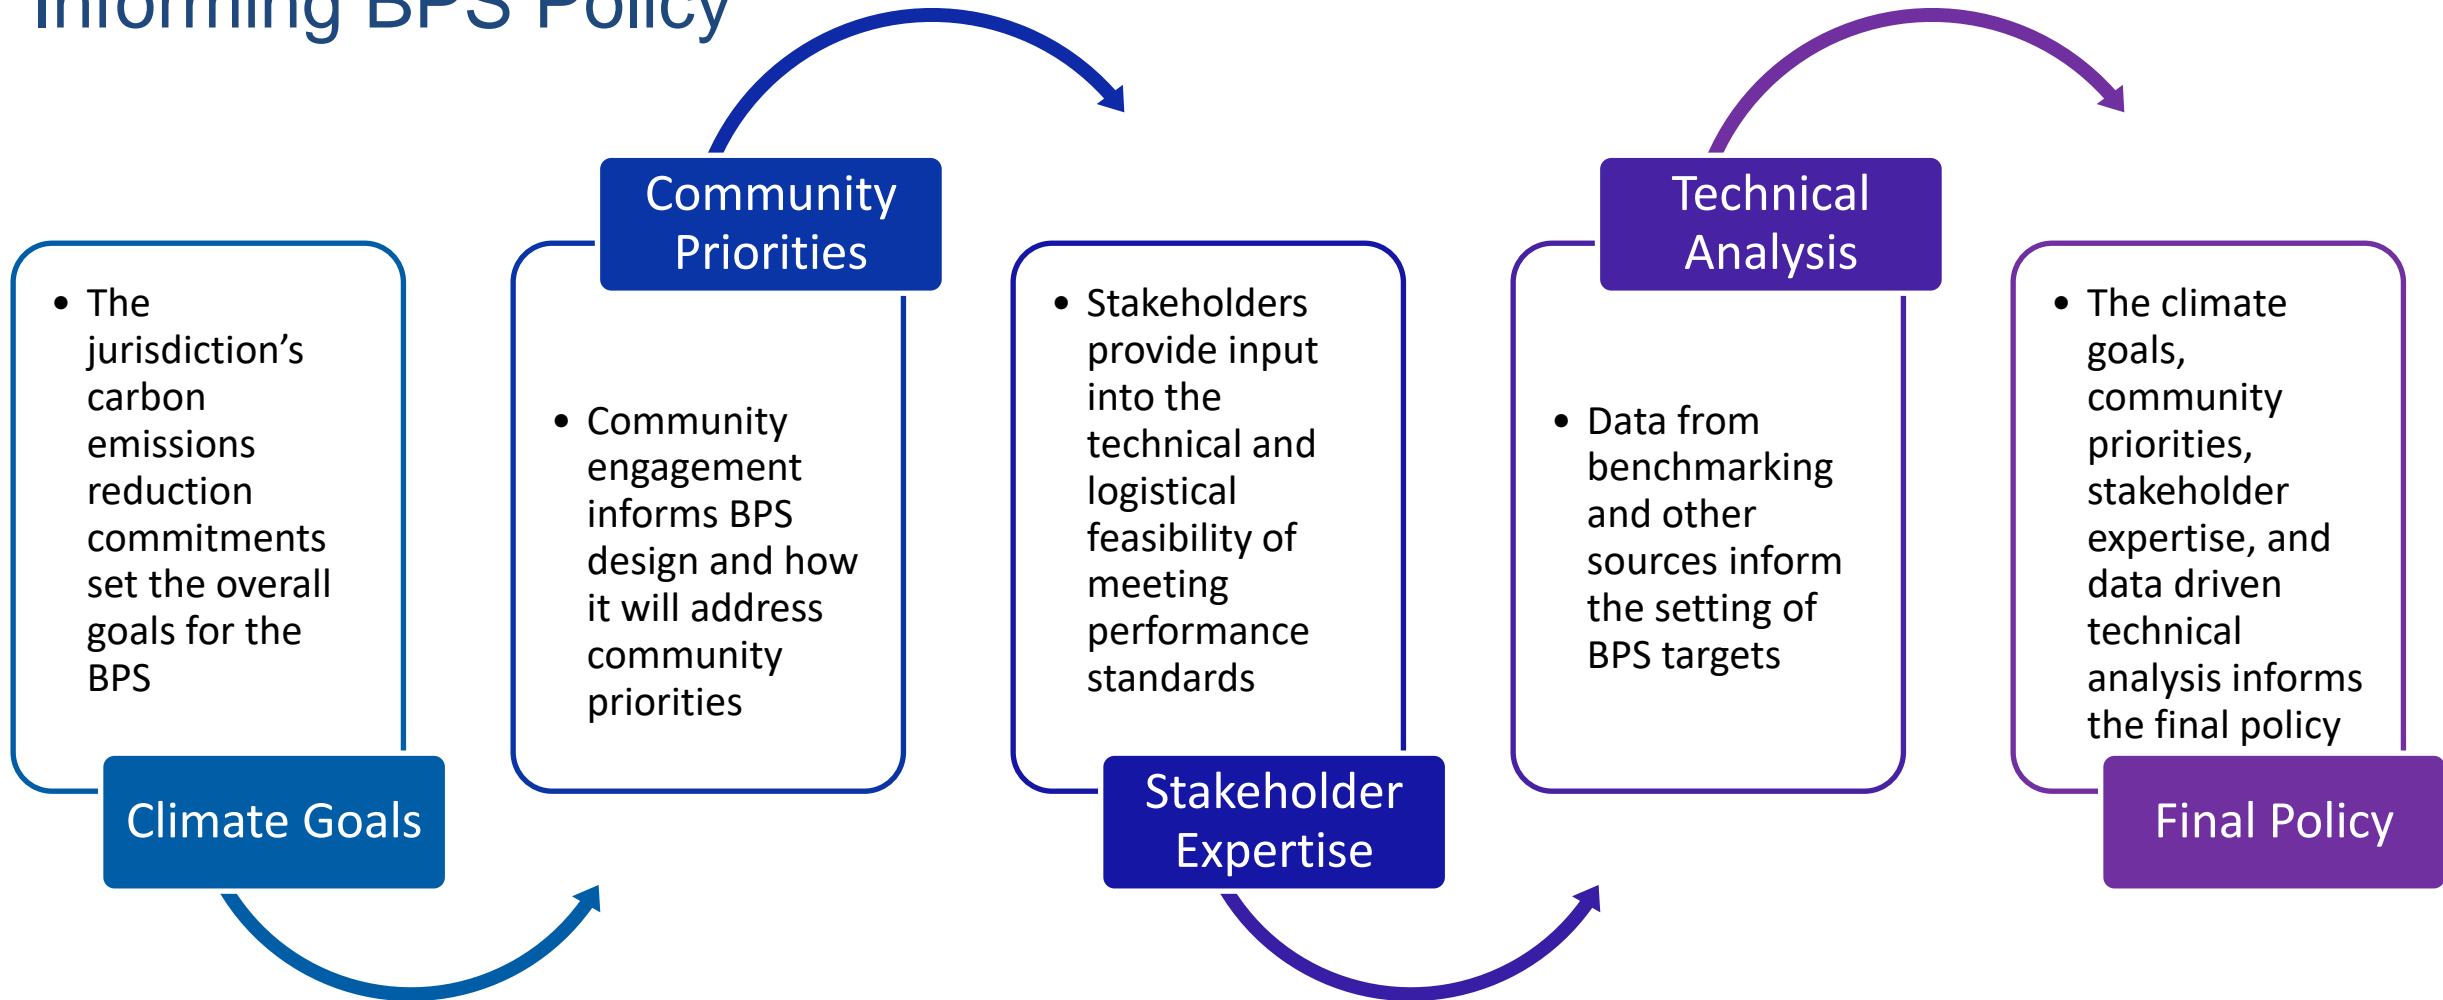 Informing BPS Policy
• The
jurisdiction’s
carbon
emissions
reduction
commitments
set the overall
goals for the
BPS
Climate Goals
Community
Priorities
• Community
engagement
informs BPS
design and how
it will address
community
priorities
• Stakeholders
provide input
into the
technical and
logistical
feasibility of
meeting
performance
standards
Stakeholder
Expertise
Technical
Analysis
• Data from
benchmarking
and other
sources inform
the setting of
BPS targets
• The climate
goals,
community
priorities,
stakeholder
expertise, and
data driven
technical
analysis informs
the final policy
Final Policy